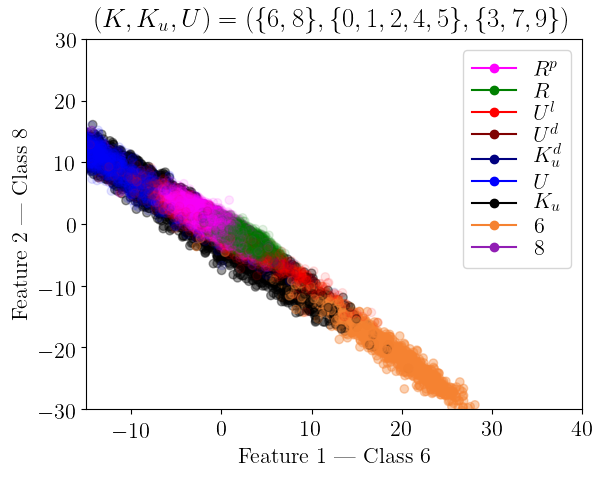 (K, K_u, U) = ({6, 8}, {0, 1, 2, 4, 5}, {3, 7, 9})
30
20
10
0
−10
−20
−30
Feature 2 — Class 8
−10
0
10
20
30
40
Feature 1 — Class 6
R^p
R
U^l
U^d
K_u^d
U
K_u
6
8